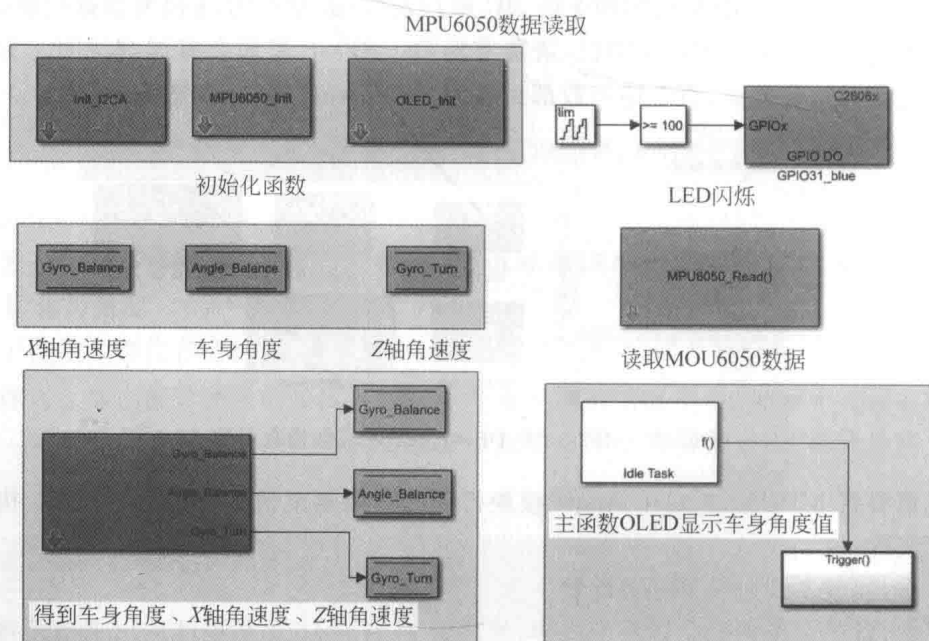 MPU6050数据读取
Init_I2CA
MPU6050_Init
OLED_Init
初始化函数
lim
>= 100
C2806x
GPIOx
GPIO DO
GPIO31_blue
LED闪烁
Gyro_Balance
Angle_Balance
Gyro_Turn
X轴角速度
车身角度
Z轴角速度
MPU6050_Read()
读取MOU6050数据
Gyro_Balance
Angle_Balance
Gyro_Turn
Gyro_Balance
Angle_Balance
Gyro_Turn
得到车身角度、X轴角速度、Z轴角速度
f()
Idle Task
主函数OLED显示车身角度值
Trigger()